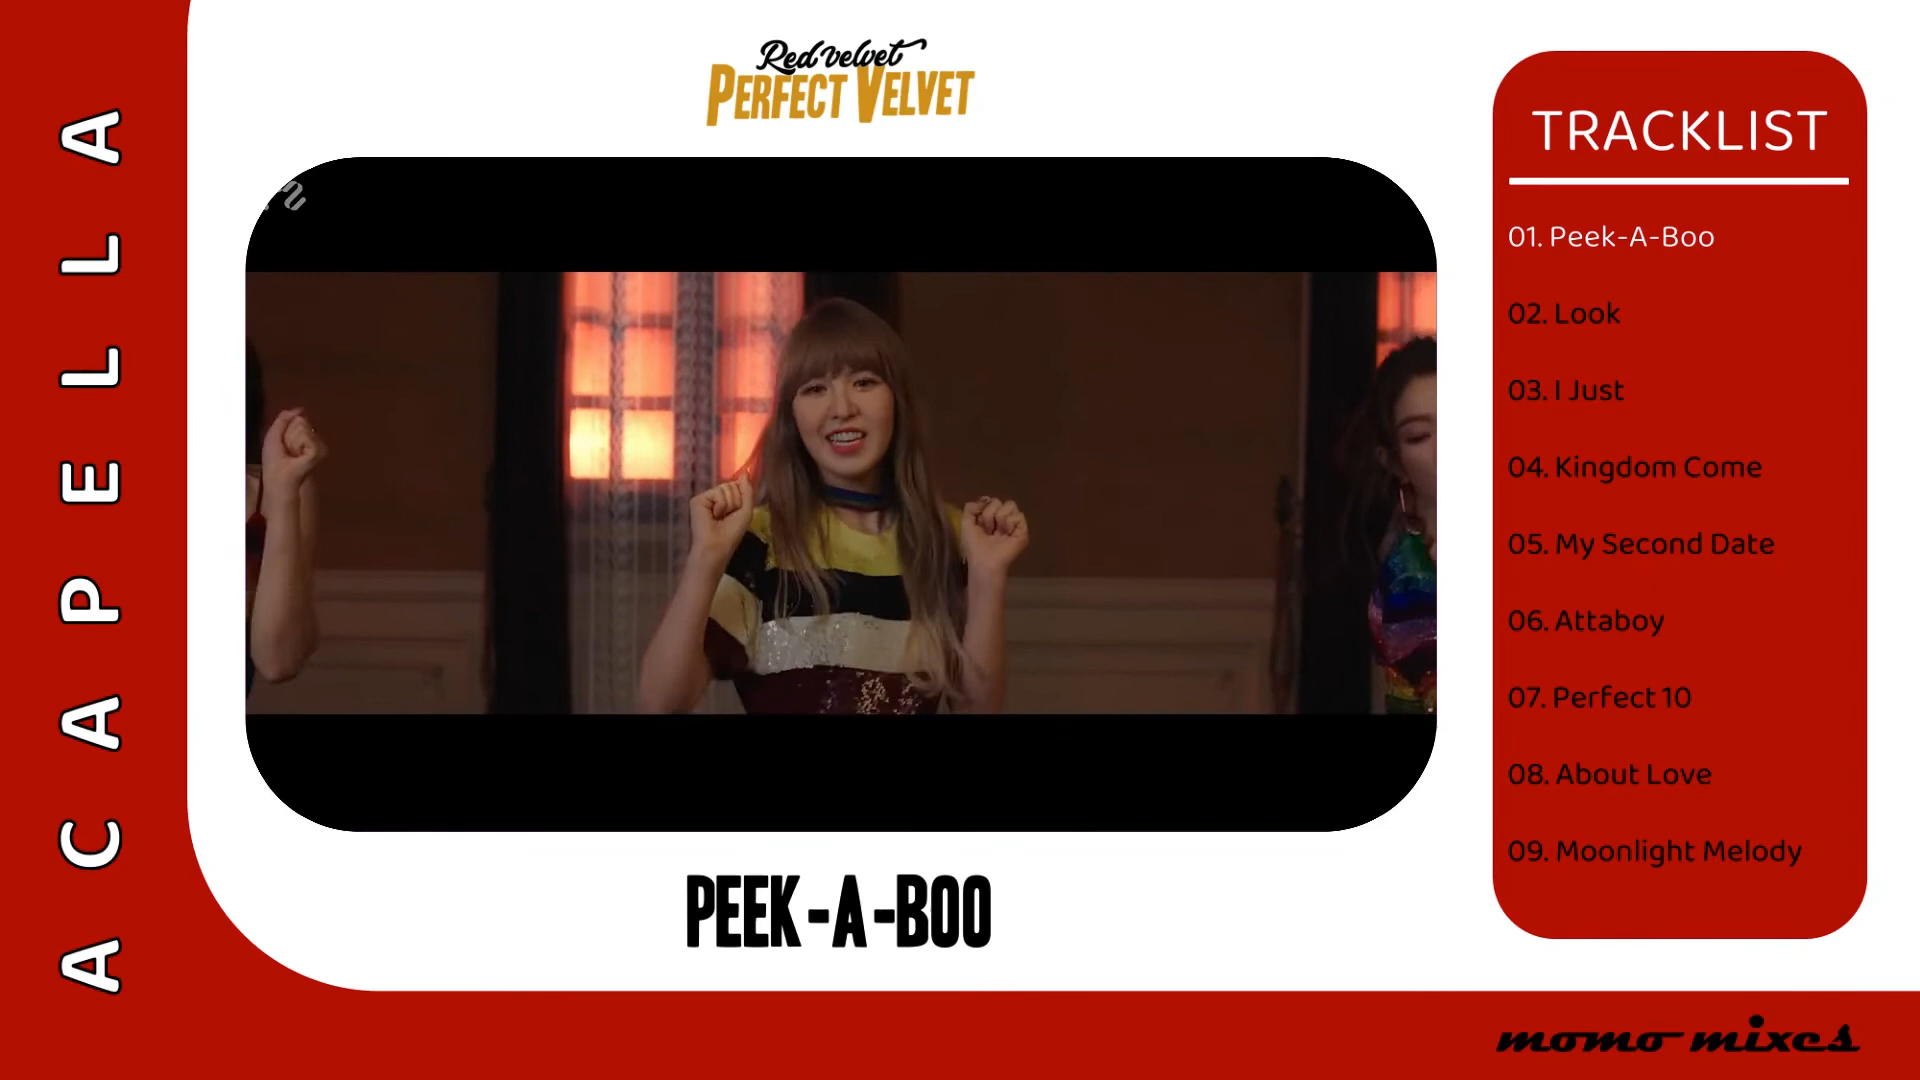 ACAPELLA
Red Velvet
PERFECT VELVET
PEEK-A-BOO
TRACKLIST
01. Peek-A-Boo
02. Look
03. I Just
04. Kingdom Come
05. My Second Date
06. Attaboy
07. Perfect 10
08. About Love
09. Moonlight Melody
momo mixes